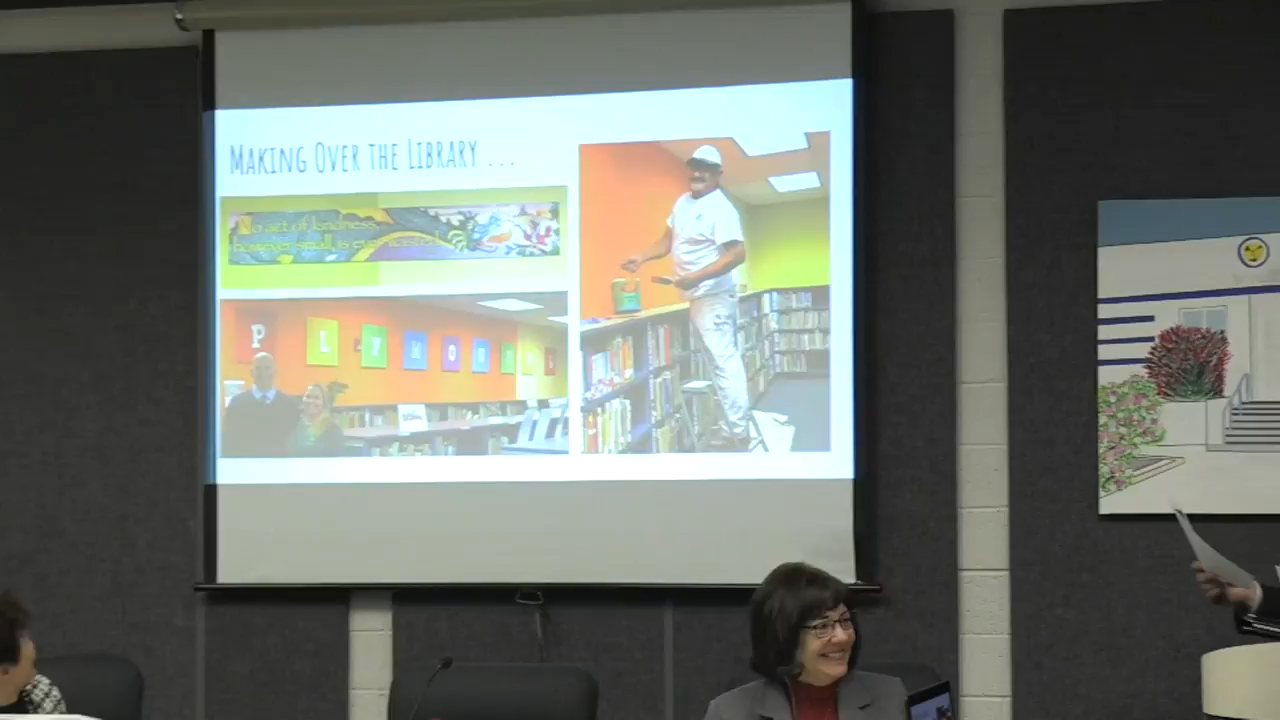 MAKING OVER THE LIBRARY ...
No act of kindness,
however small, is ever wasted.
P L Y M O U T H